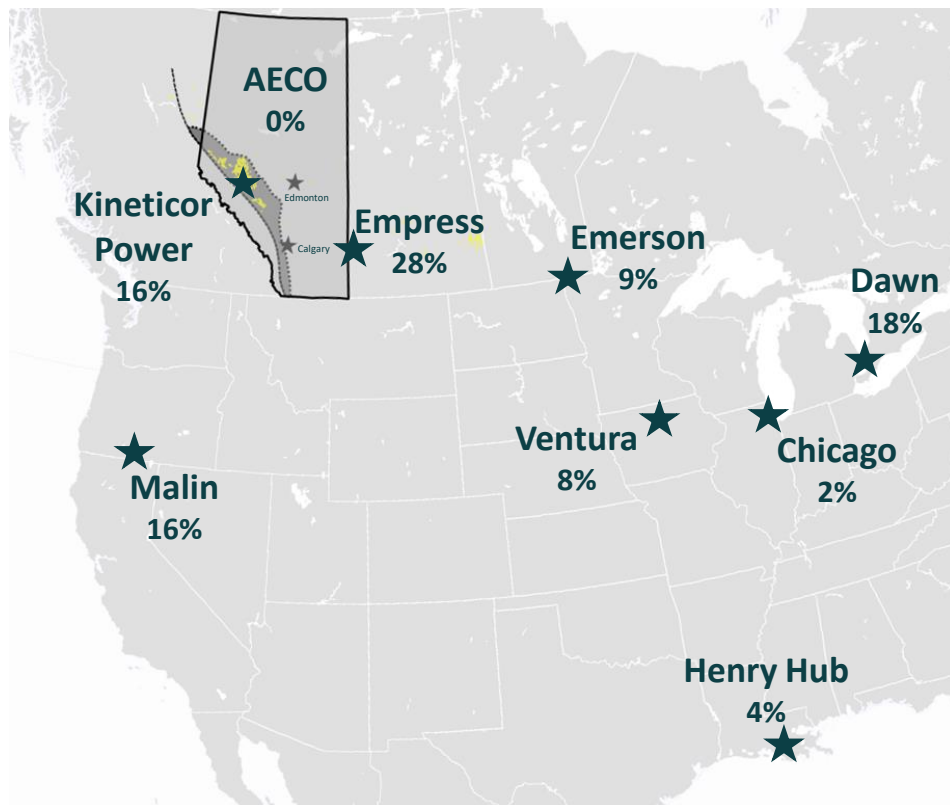 AECO
0%
Edmonton
Kineticor
Power
16%
Calgary
Empress
28%
Emerson
9%
Dawn
18%
Ventura
8%
Chicago
2%
Malin
16%
Henry Hub
4%